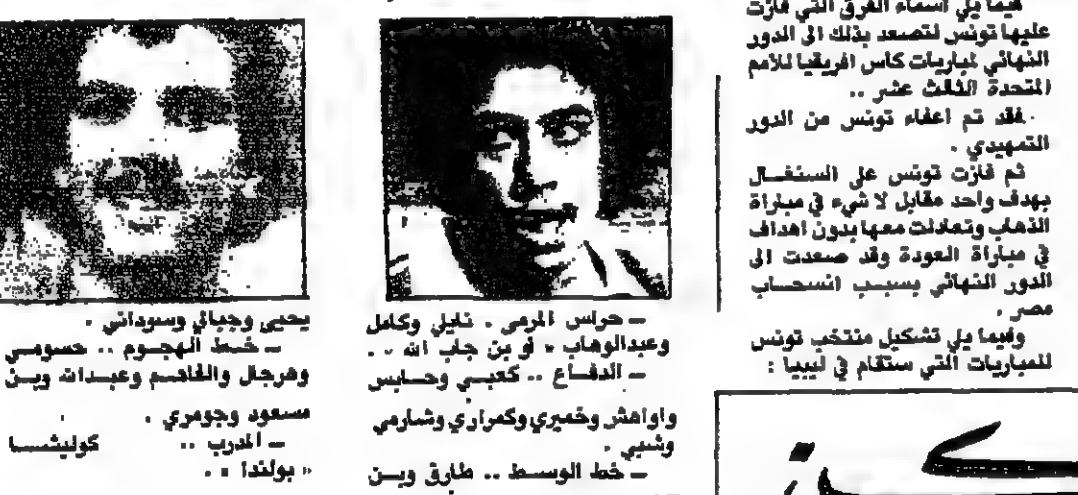 فيما يلي اسماء الفرق التي فازت
عليها تونس لتصعد بذلك الى الدور
النهائي لمباريات كأس افريقيا للأمم
المتحدة الثالث عشر ..
فقد تم اعفاء تونس من الدور
التمهيدي .
ثم فازت تونس على السنغال
بهدف واحد مقابل لا شيء في مباراة
الذهاب وتعادلت معها بدون اهداف
في مباراة العودة وقد صعدت الى
الدور النهائي بسبب انسحاب
مصر .
وفيما يلي تشكيل منتخب تونس
للمباريات التي ستقام في ليبيا :
ـ حراس المرمى . نايلي وكامل
وعبدالوهاب « أو بن جاب الله » .
ـ الدفاع .. كعبي وحابس
واواهش وخميري وكمراري وشارمي
وشبي .
ـ خط الوسط .. طارق وبن
يحيى وجبالي وسوداني .
ـ خط الهجوم .. حسومي
وهرجل والقاسم وعبدالله وبن
مسعود وجومري .
ـ المدرب .. كوليشسا
« بولندا » .
كة